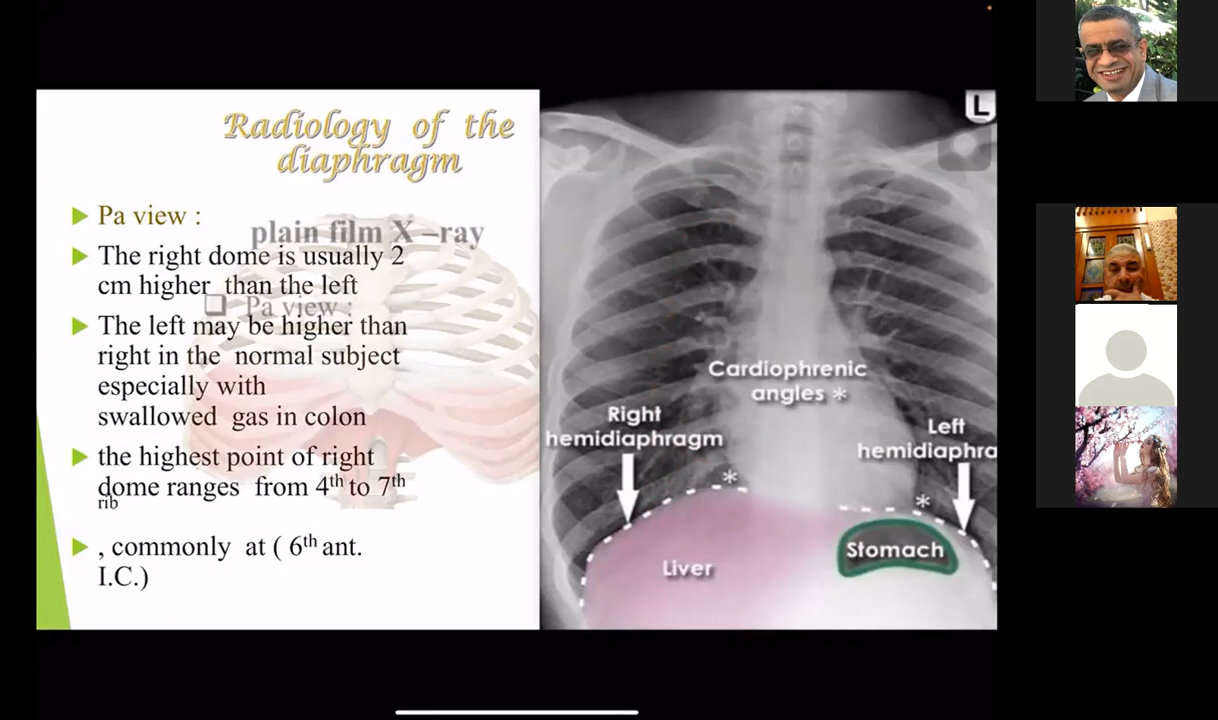 Radiology of the
diaphragm
Pa view :
plain film X –ray
The right dome is usually 2
cm higher than the left
Pa view :
The left may be higher than
right in the normal subject
especially with
swallowed gas in colon
the highest point of right
dome ranges from 4th to 7th
rib
, commonly at ( 6th ant.
I.C.)
L
Cardiophrenic
angles *
Right
hemidiaphragm
Left
hemidiaphra
*
*
Liver
Stomach